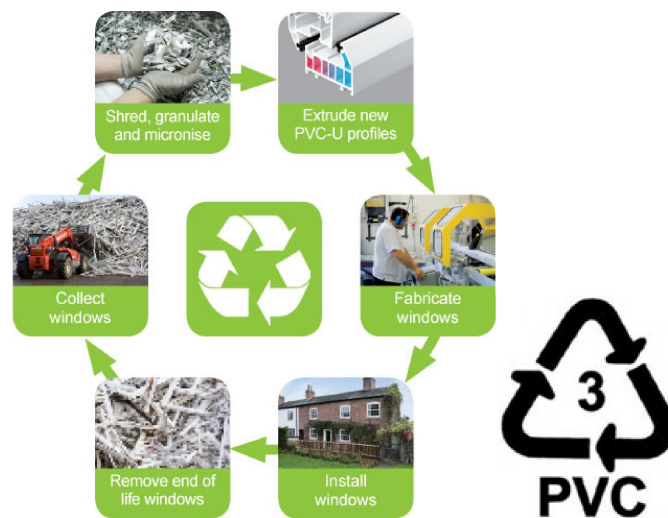 Shred, granulate
and micronise
Extrude new
PVC-U profiles
Fabricate
windows
Install
windows
Remove end of
life windows
Collect
windows
3
PVC